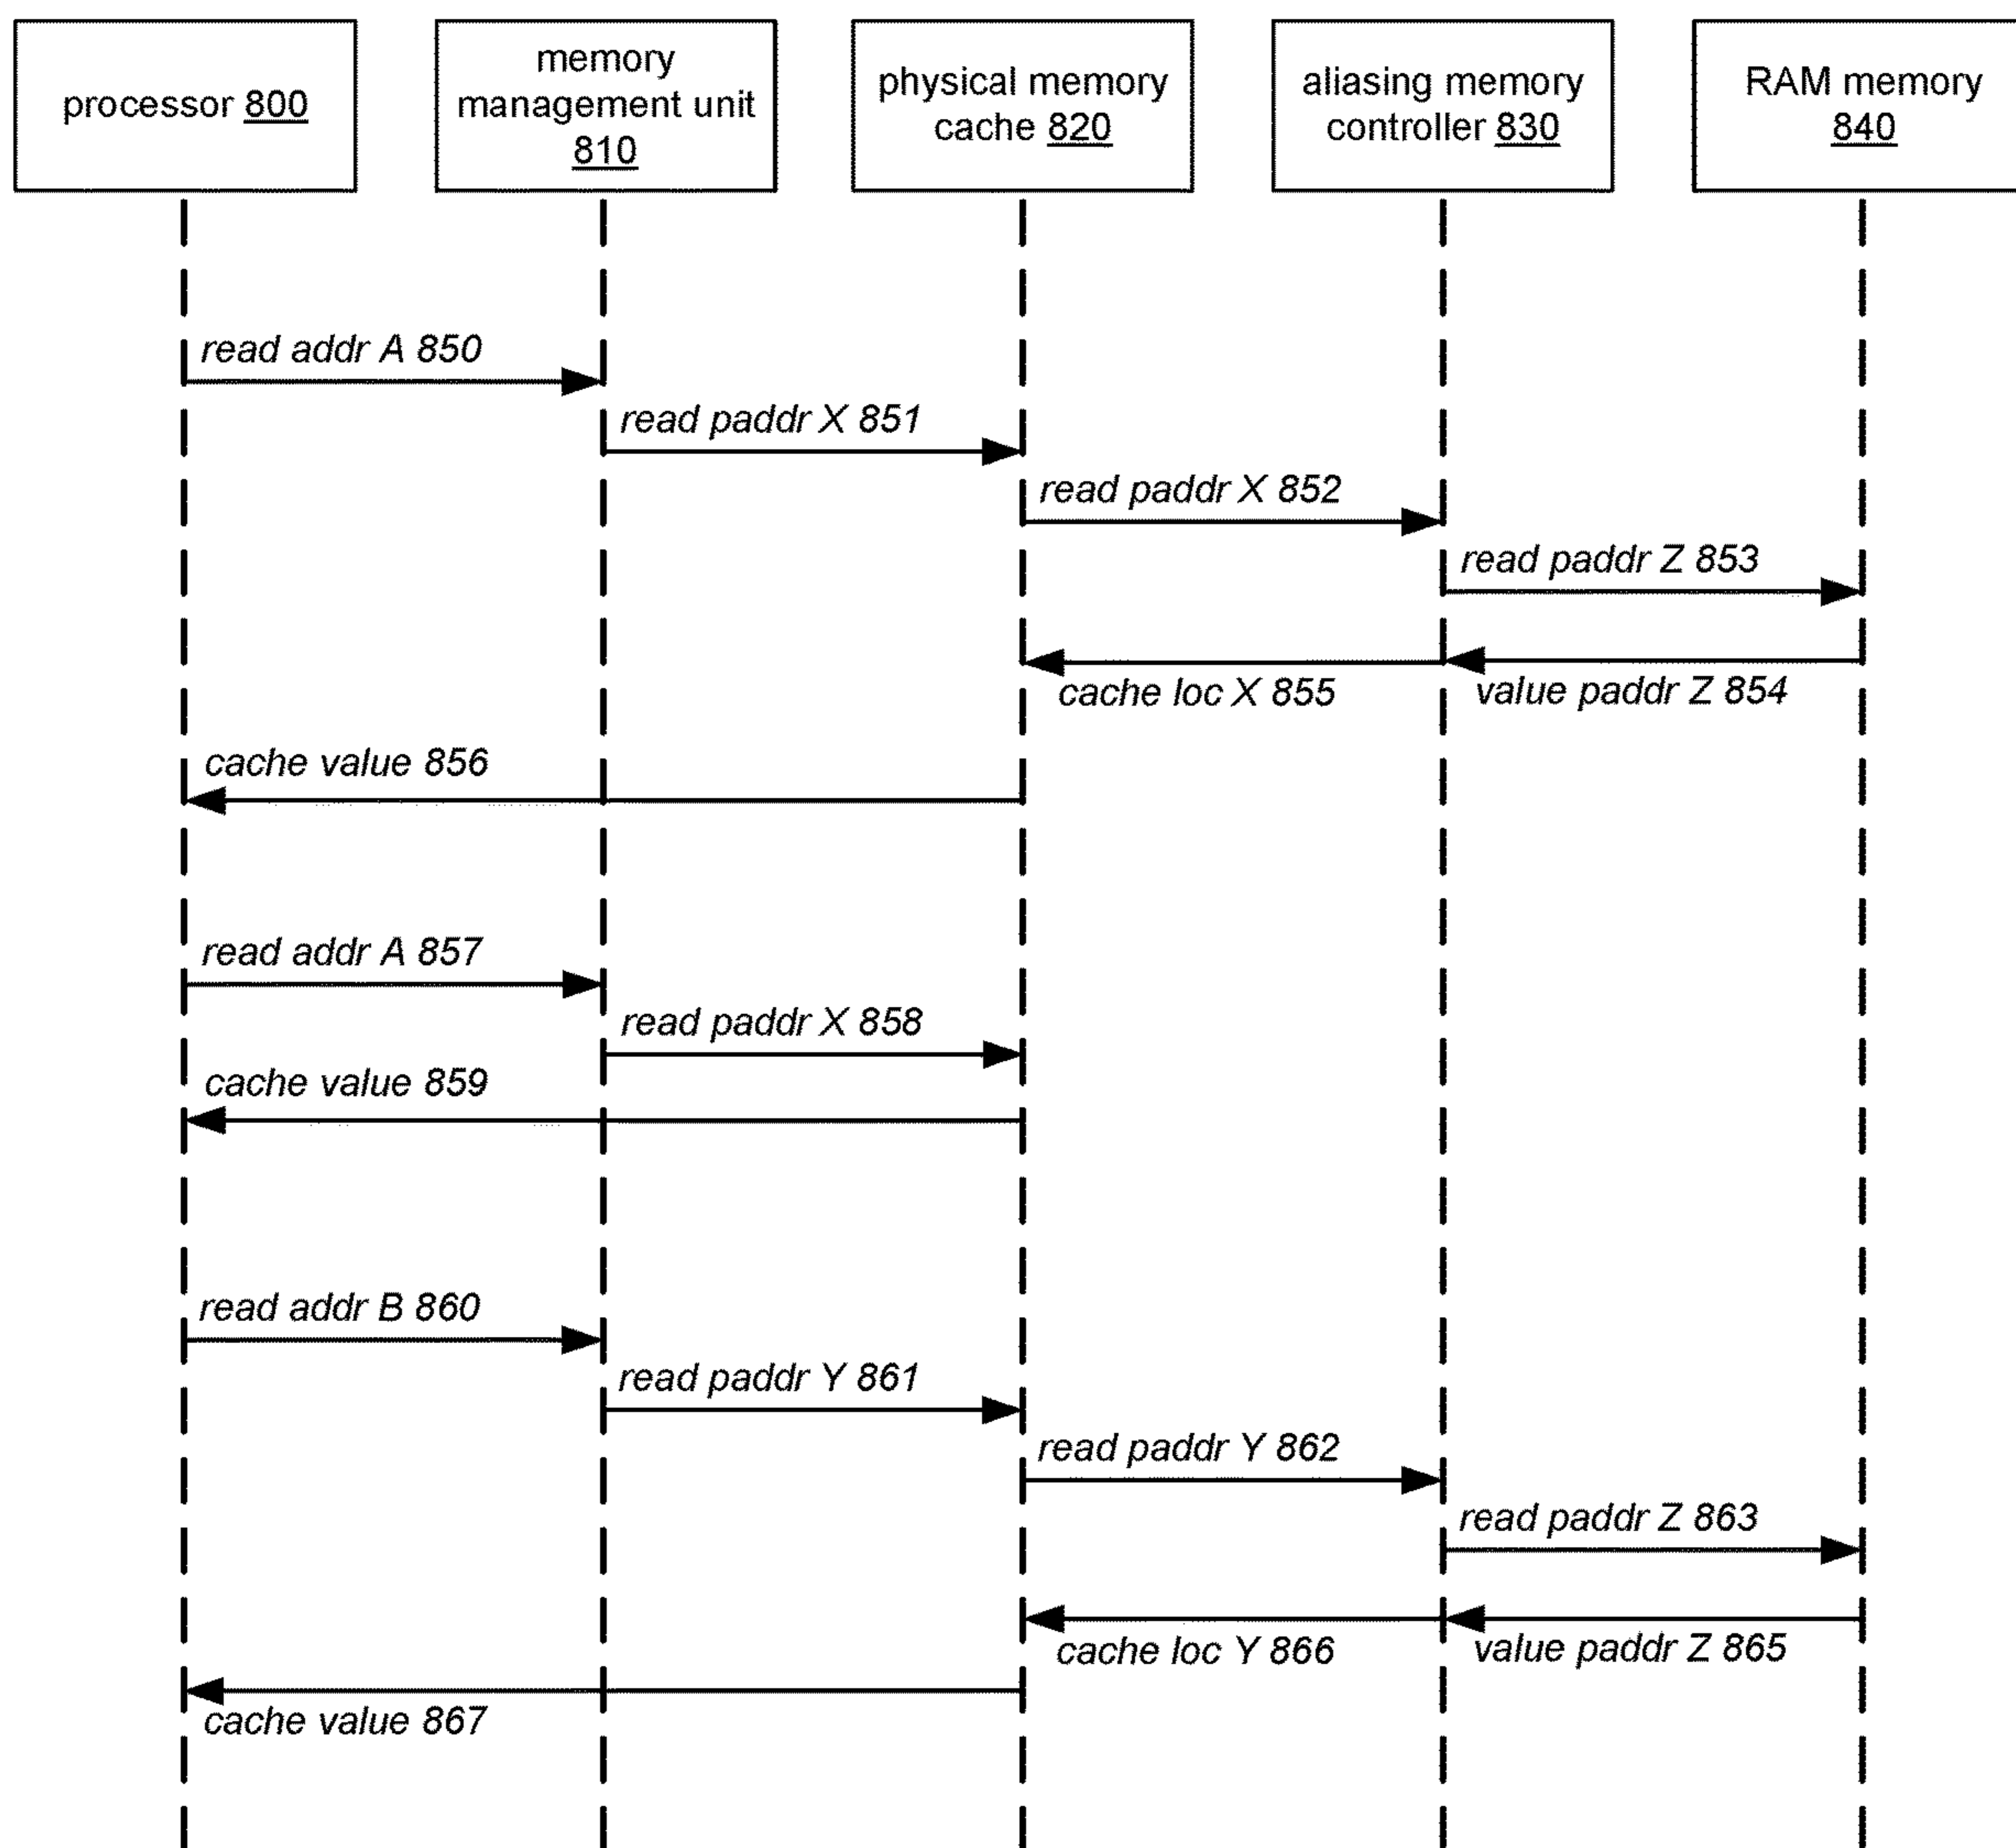 processor 800
memory
management unit
810
physical memory
cache 820
aliasing memory
controller 830
RAM memory
840
read addr A 850
read paddr X 851
read paddr X 852
read paddr Z 853
cache loc X 855
value paddr Z 854
cache value 856
read addr A 857
read paddr X 858
cache value 859
read addr B 860
read paddr Y 861
read paddr Y 862
read paddr Z 863
cache loc Y 866
value paddr Z 865
cache value 867